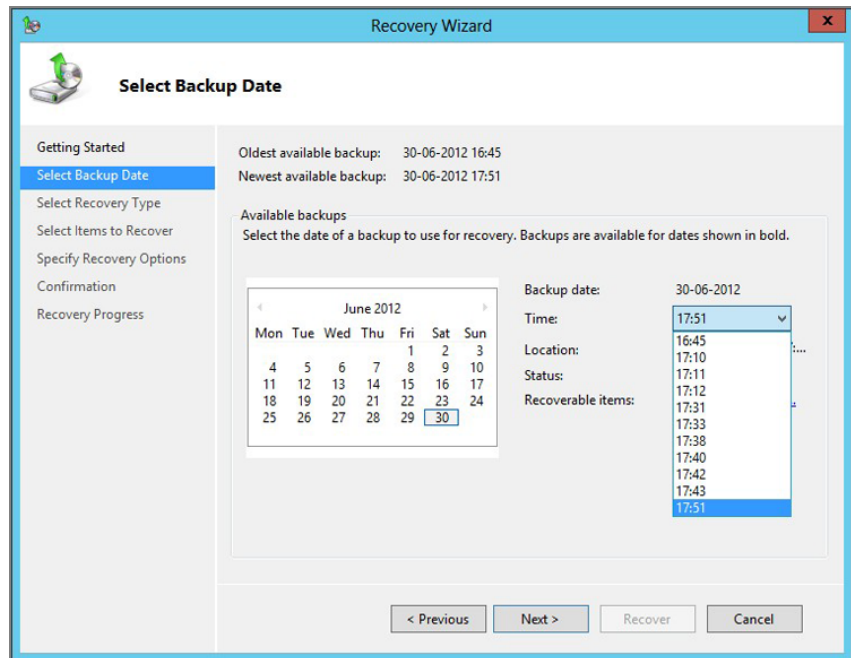 Recovery Wizard
x
Select Backup Date
Getting Started
Select Backup Date
Select Recovery Type
Select Items to Recover
Specify Recovery Options
Confirmation
Recovery Progress
Oldest available backup: 30-06-2012 16:45
Newest available backup: 30-06-2012 17:51
Available backups
Select the date of a backup to use for recovery. Backups are available for dates shown in bold.
June 2012
Mon Tue Wed Thu Fri Sat Sun
1 2 3
4 5 6 7 8 9 10
11 12 13 14 15 16 17
18 19 20 21 22 23 24
25 26 27 28 29 30
Backup date: 30-06-2012
Time: 17:51
Location:
Status:
Recoverable items:
16:45
17:10
17:11
17:12
17:31
17:33
17:38
17:40
17:42
17:43
17:51
< Previous
Next >
Recover
Cancel